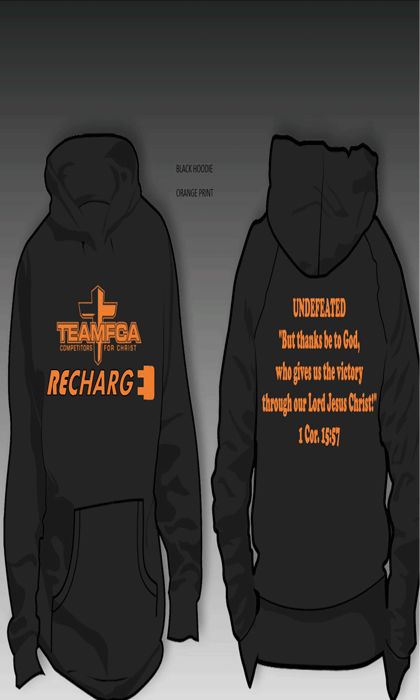 BLACK HOODIE
ORANGE PRINT
TEAMFCA
COMPETITORS FOR CHRIST
RECHARGE
UNDEFEATED
"But thanks be to God,
who gives us the victory
through our Lord Jesus Christ!"
1 Cor. 15:57